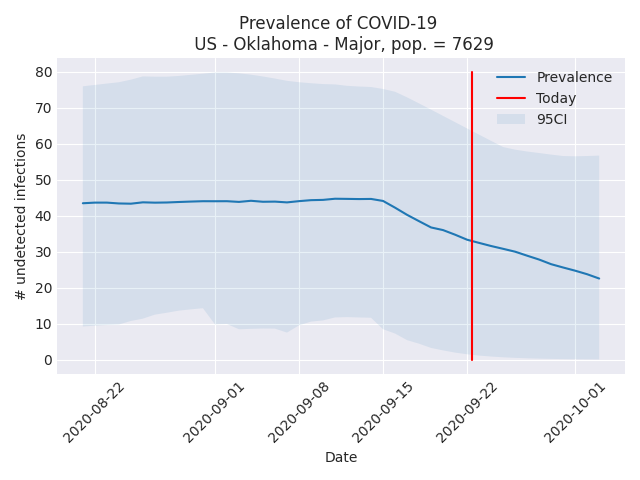 Prevalence of COVID-19
US - Oklahoma - Major, pop. = 7629
80
70
60
50
40
30
20
10
0
# undetected infections
Prevalence
Today
95CI
2020-08-22
2020-09-01
2020-09-08
2020-09-15
2020-09-22
2020-10-01
Date